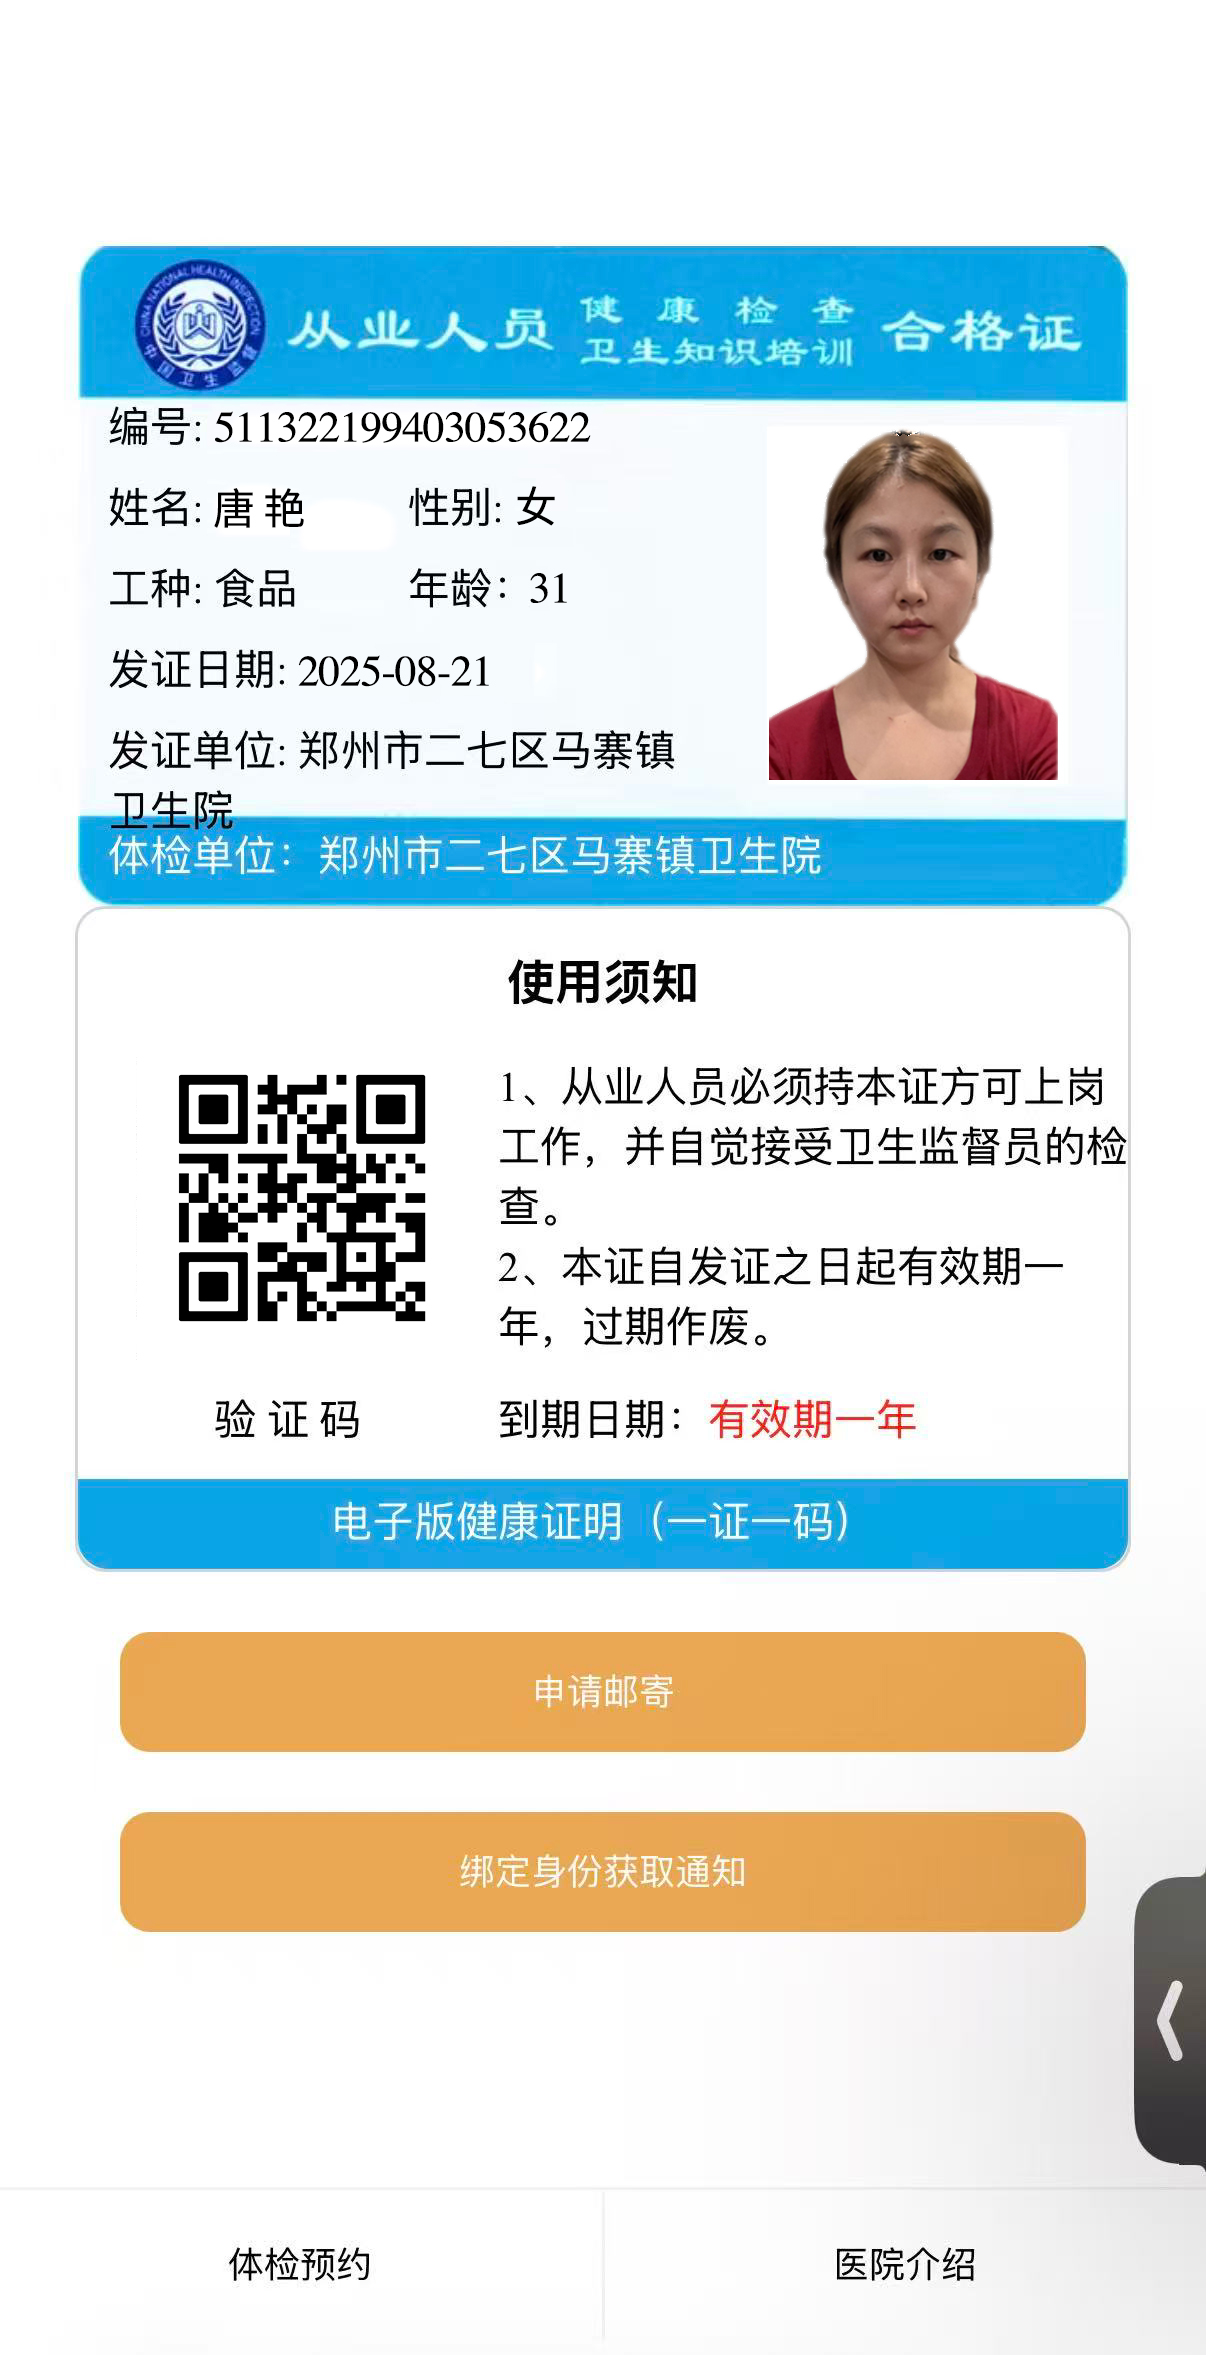 CHINA NATIONAL HEALTH INSPECTION
中国卫生监督
从业人员 健康检查 卫生知识培训 合格证
编号: 511322199403053622
姓名: 唐 艳 性别: 女
工种: 食品 年龄：31
发证日期: 2025-08-21
发证单位: 郑州市二七区马寨镇
卫生院
体检单位：郑州市二七区马寨镇卫生院
使用须知
1、从业人员必须持本证方可上岗
工作，并自觉接受卫生监督员的检
查。
2、本证自发证之日起有效期一
年，过期作废。
验 证 码
到期日期：有效期一年
电子版健康证明（一证一码）
申请邮寄
绑定身份获取通知
体检预约
医院介绍